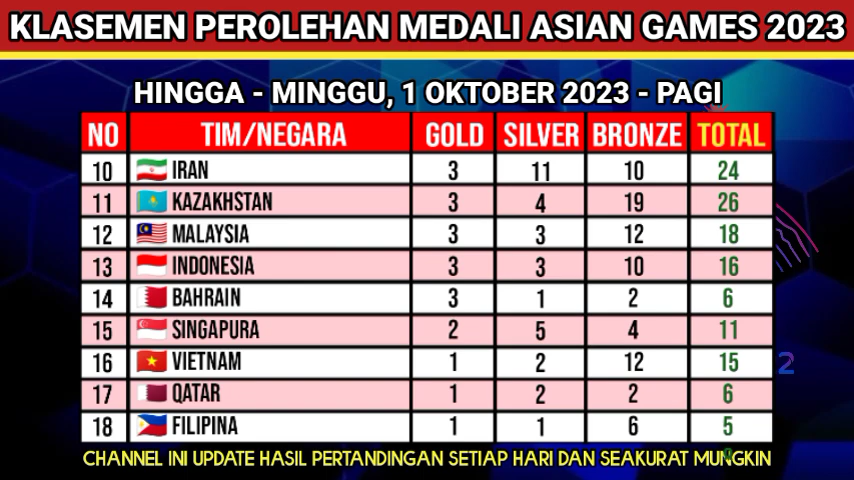 KLASEMEN PEROLEHAN MEDALI ASIAN GAMES 2023
HINGGA - MINGGU, 1 OKTOBER 2023 - PAGI
NO TIM/NEGARA GOLD SILVER BRONZE TOTAL
10 IRAN 3 11 10 24
11 KAZAKHSTAN 3 4 19 26
12 MALAYSIA 3 3 12 18
13 INDONESIA 3 3 10 16
14 BAHRAIN 3 1 2 6
15 SINGAPURA 2 5 4 11
16 VIETNAM 1 2 12 15
2
17 QATAR 1 2 2 6
18 FILIPINA 1 1 6 5
CHANNEL INI UPDATE HASIL PERTANDINGAN SETIAP HARI DAN SEAKURAT MUNGKIN